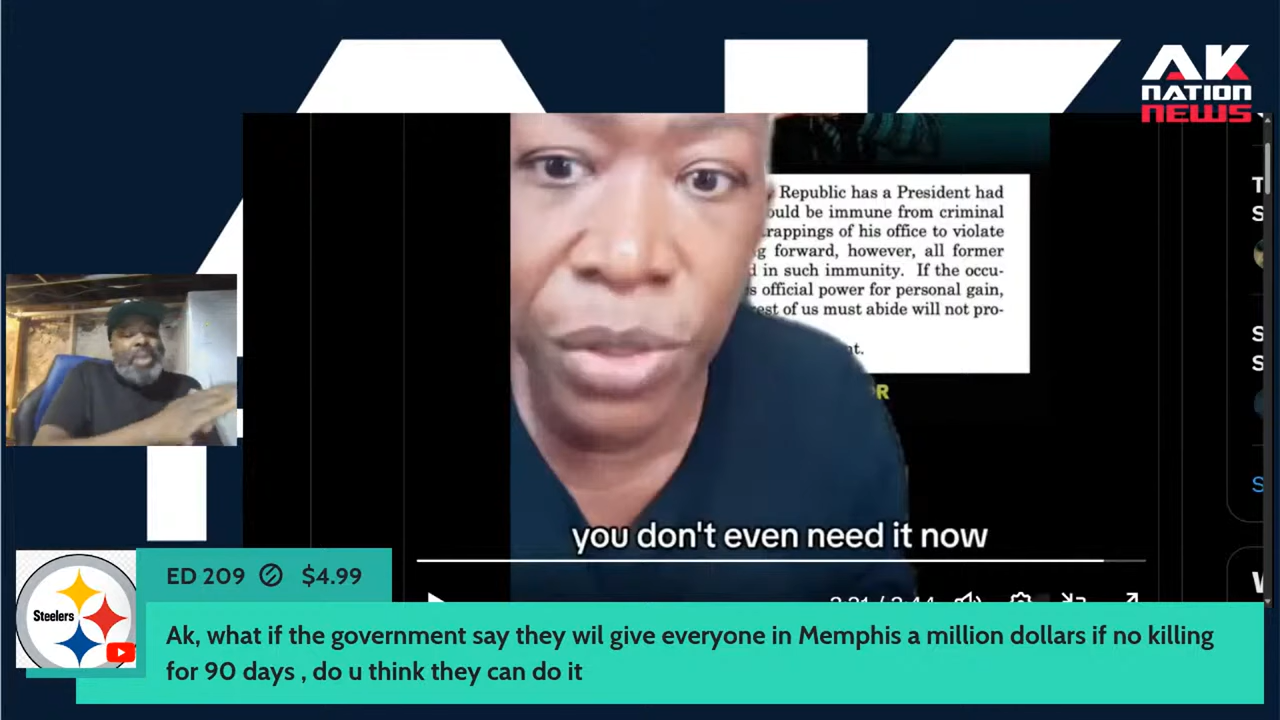 AK
NATION
NEWS
Republic has a President had
ould be immune from criminal
trappings of his office to violate
g forward, however, all former
d in such immunity. If the occu-
s official power for personal gain,
rest of us must abide will not pro-
nt.
R
T
S
S
S
S
you don't even need it now
ED 209 $4.99
Steelers
Ak, what if the government say they wil give everyone in Memphis a million dollars if no killing
for 90 days , do u think they can do it